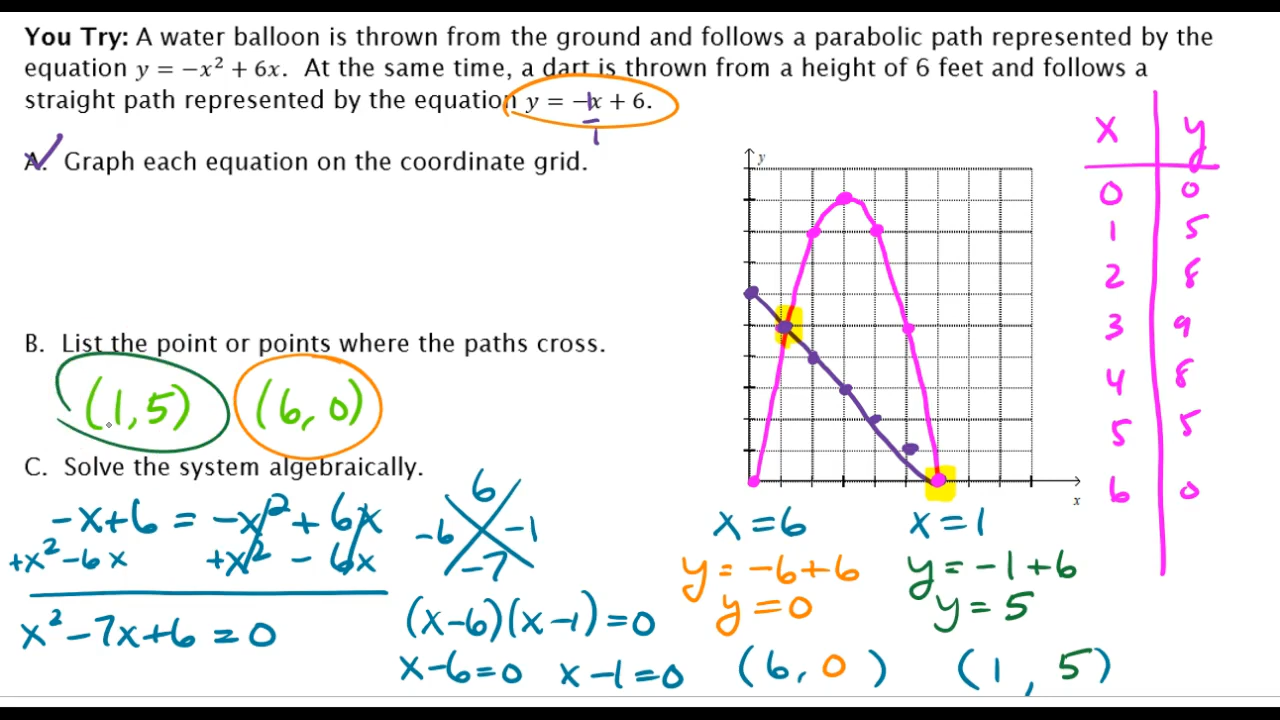 You Try: A water balloon is thrown from the ground and follows a parabolic path represented by the
equation y = −x² + 6x. At the same time, a dart is thrown from a height of 6 feet and follows a
straight path represented by the equation y = −x + 6.
1
1
A. Graph each equation on the coordinate grid.
y
x
x y
0 0
1 5
2 8
3 9
4 8
5 5
6 0
B. List the point or points where the paths cross.
(1,5) (6,0)
C. Solve the system algebraically.
-x+6 = -x²+6x
+x²-6x +x²-6x
x²-7x+6=0
6
-6 -1
-7
(x-6)(x-1)=0
x-6=0 x-1=0
x=6
y=-6+6
y=0
(6,0)
x=1
y=-1+6
y=5
(1,5)